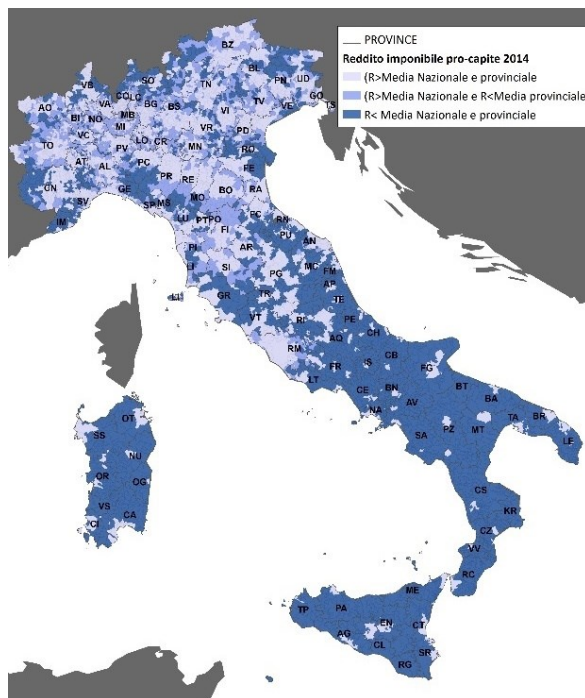 PROVINCE
Reddito imponibile pro-capite 2014
(R>Media Nazionale e provinciale)
(R>Media Nazionale e R<Media provinciale)
R< Media Nazionale e provinciale
BZ
VB
SO
BL
PN
UD
AO
CO
LC
TN
GO
VA
BG
BS
TV
TS
BI
NO
MB
VI
VE
MI
VC
VR
PD
TO
PV
LO
CR
MN
RO
AT
AL
PC
FE
PR
RE
CN
GE
BO
RA
SV
SP
MS
MO
IM
LU
PT
PO
FC
RN
FI
PU
PI
AN
AR
LI
SI
PG
MC
FM
AP
LI
GR
TR
TE
VT
RI
PE
AQ
CH
RM
IS
CB
FR
FG
LT
CE
BN
BT
BA
NA
AV
OT
SA
PZ
MT
TA
BR
SS
LE
NU
OR
OG
CS
VS
KR
CI
CA
CZ
VV
RC
ME
TP
PA
EN
CT
AG
CL
SR
RG